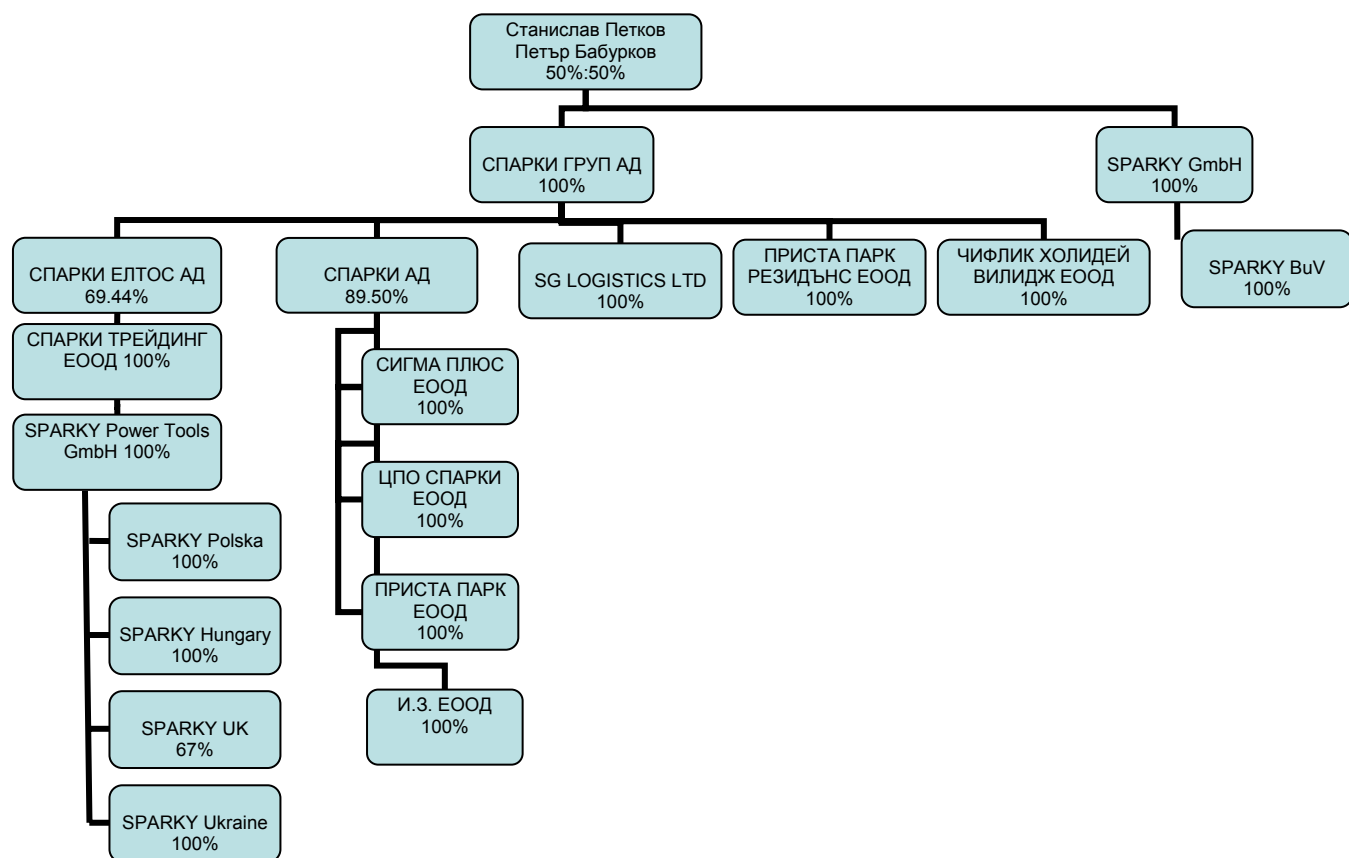 Станислав Петков
Петър Бабурков
50%:50%
СПАРКИ ГРУП АД
100%
SPARKY GmbH
100%
СПАРКИ ЕЛТОС АД
69.44%
СПАРКИ АД
89.50%
SG LOGISTICS LTD
100%
ПРИСТА ПАРК
РЕЗИДЪНС ЕООД
100%
ЧИФЛИК ХОЛИДЕЙ
ВИЛИДЖ ЕООД
100%
SPARKY BuV
100%
СПАРКИ ТРЕЙДИНГ
ЕООД 100%
SPARKY Power Tools
GmbH 100%
SPARKY Polska
100%
SPARKY Hungary
100%
SPARKY UK
67%
SPARKY Ukraine
100%
СИГМА ПЛЮС
ЕООД
100%
ЦПО СПАРКИ
ЕООД
100%
ПРИСТА ПАРК
ЕООД
100%
И.З. ЕООД
100%